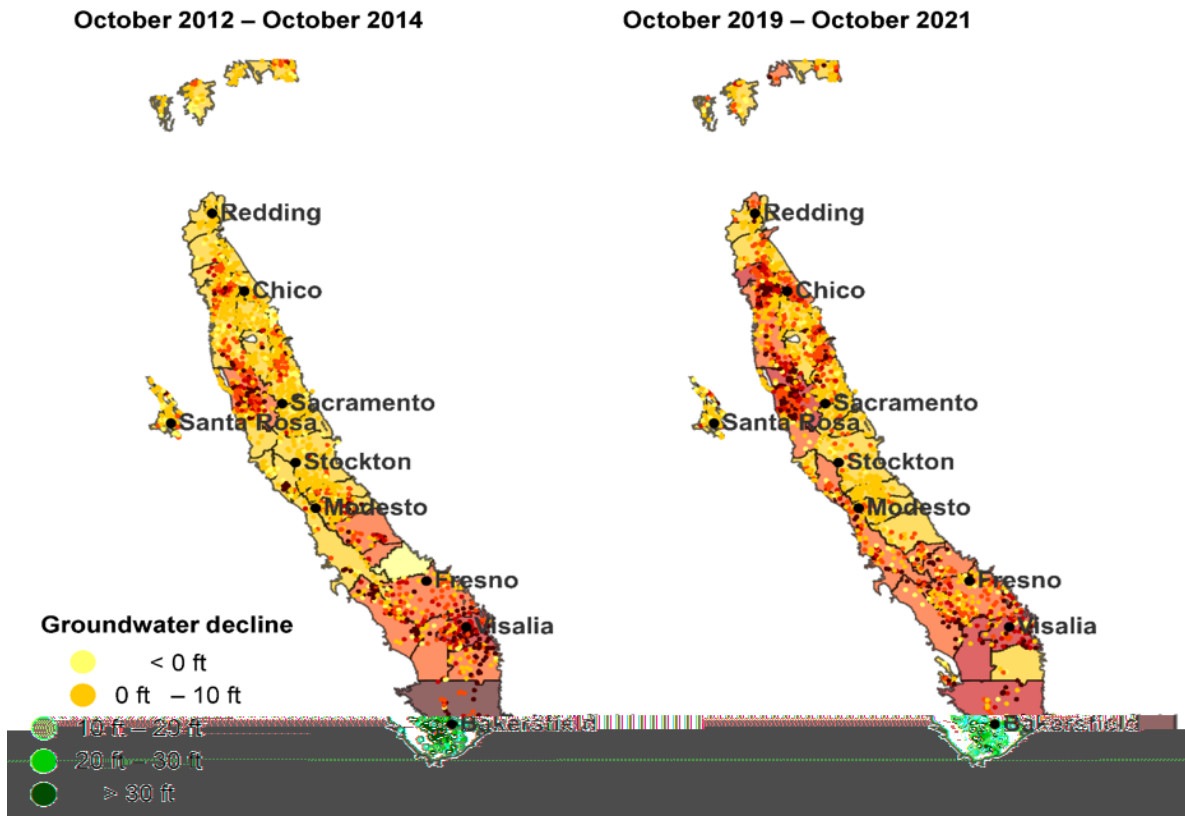 October 2012 – October 2014
October 2019 – October 2021
Redding
Chico
Sacramento
Santa Rosa
Stockton
Modesto
Fresno
Visalia
Bakersfield
Redding
Chico
Sacramento
Santa Rosa
Stockton
Modesto
Fresno
Visalia
Bakersfield
Groundwater decline
< 0 ft
0 ft – 10 ft
10 ft – 20 ft
20 ft – 30 ft
> 30 ft